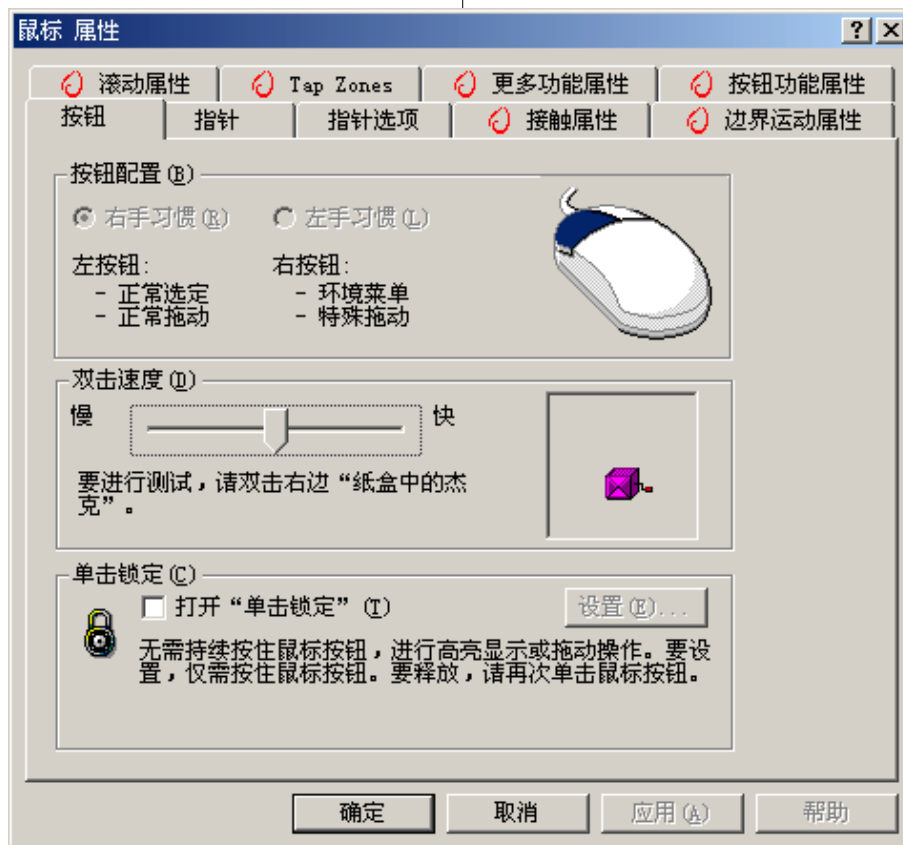 鼠标 属性
滚动属性 Tap Zones 更多功能属性 按钮功能属性
按钮 指针 指针选项 接触属性 边界运动属性
按钮配置(B)
右手习惯(R) 左手习惯(L)
左按钮: 右按钮:
- 正常选定 - 环境菜单
- 正常拖动 - 特殊拖动
双击速度(D)
慢 快
要进行测试，请双击右边“纸盒中的杰
克”。
单击锁定(C)
打开“单击锁定”(T) 设置(E)...
无需持续按住鼠标按钮，进行高亮显示或拖动操作。要设
置，仅需按住鼠标按钮。要释放，请再次单击鼠标按钮。
确定 取消 应用(A) 帮助